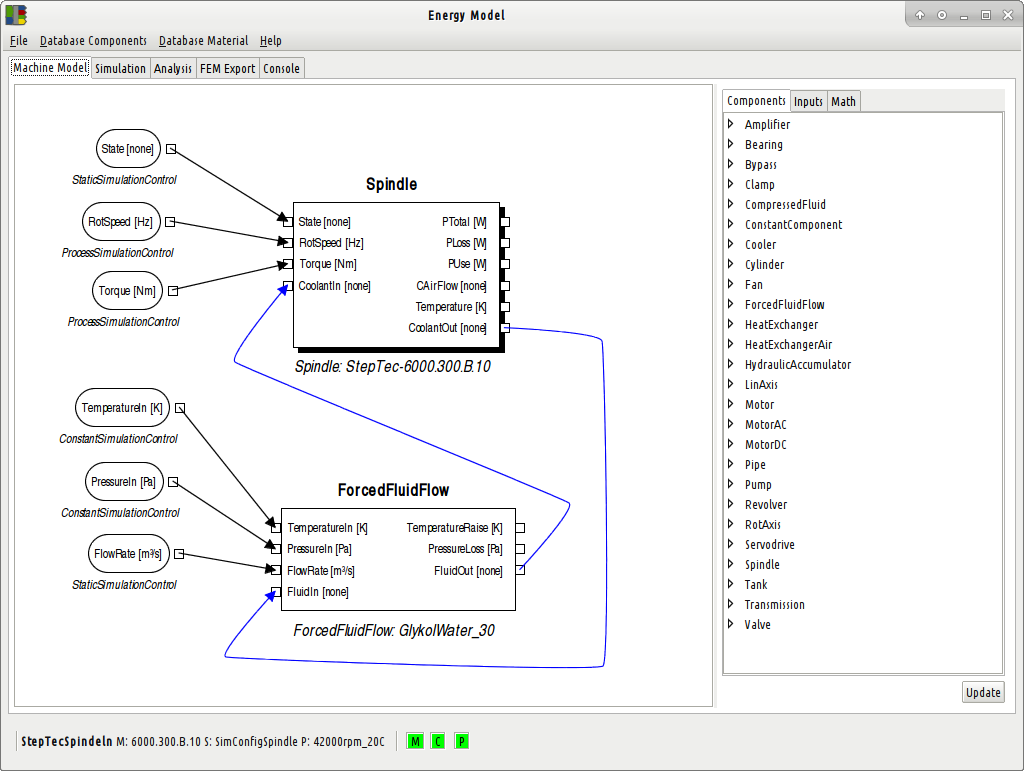 Energy Model
File Database Components Database Material Help
Machine Model Simulation Analysis FEM Export Console
Components Inputs Math
Amplifier
Bearing
Bypass
Clamp
CompressedFluid
ConstantComponent
Cooler
Cylinder
Fan
ForcedFluidFlow
HeatExchanger
HeatExchangerAir
HydraulicAccumulator
LinAxis
Motor
MotorAC
MotorDC
Pipe
Pump
Revolver
RotAxis
Servodrive
Spindle
Tank
Transmission
Valve
Update
State [none]
StaticSimulationControl
RotSpeed [Hz]
ProcessSimulationControl
Torque [Nm]
ProcessSimulationControl
Spindle
State [none] PTotal [W]
RotSpeed [Hz] PLoss [W]
Torque [Nm] PUse [W]
CoolantIn [none] CAirFlow [none]
Temperature [K]
CoolantOut [none]
Spindle: StepTec-6000.300.B.10
TemperatureIn [K]
ConstantSimulationControl
PressureIn [Pa]
ConstantSimulationControl
FlowRate [m³/s]
StaticSimulationControl
ForcedFluidFlow
TemperatureIn [K] TemperatureRaise [K]
PressureIn [Pa] PressureLoss [Pa]
FlowRate [m³/s] FluidOut [none]
FluidIn [none]
ForcedFluidFlow: GlykolWater_30
StepTecSpindeln M: 6000.300.B.10 S: SimConfigSpindle P: 42000rpm_20C M C P